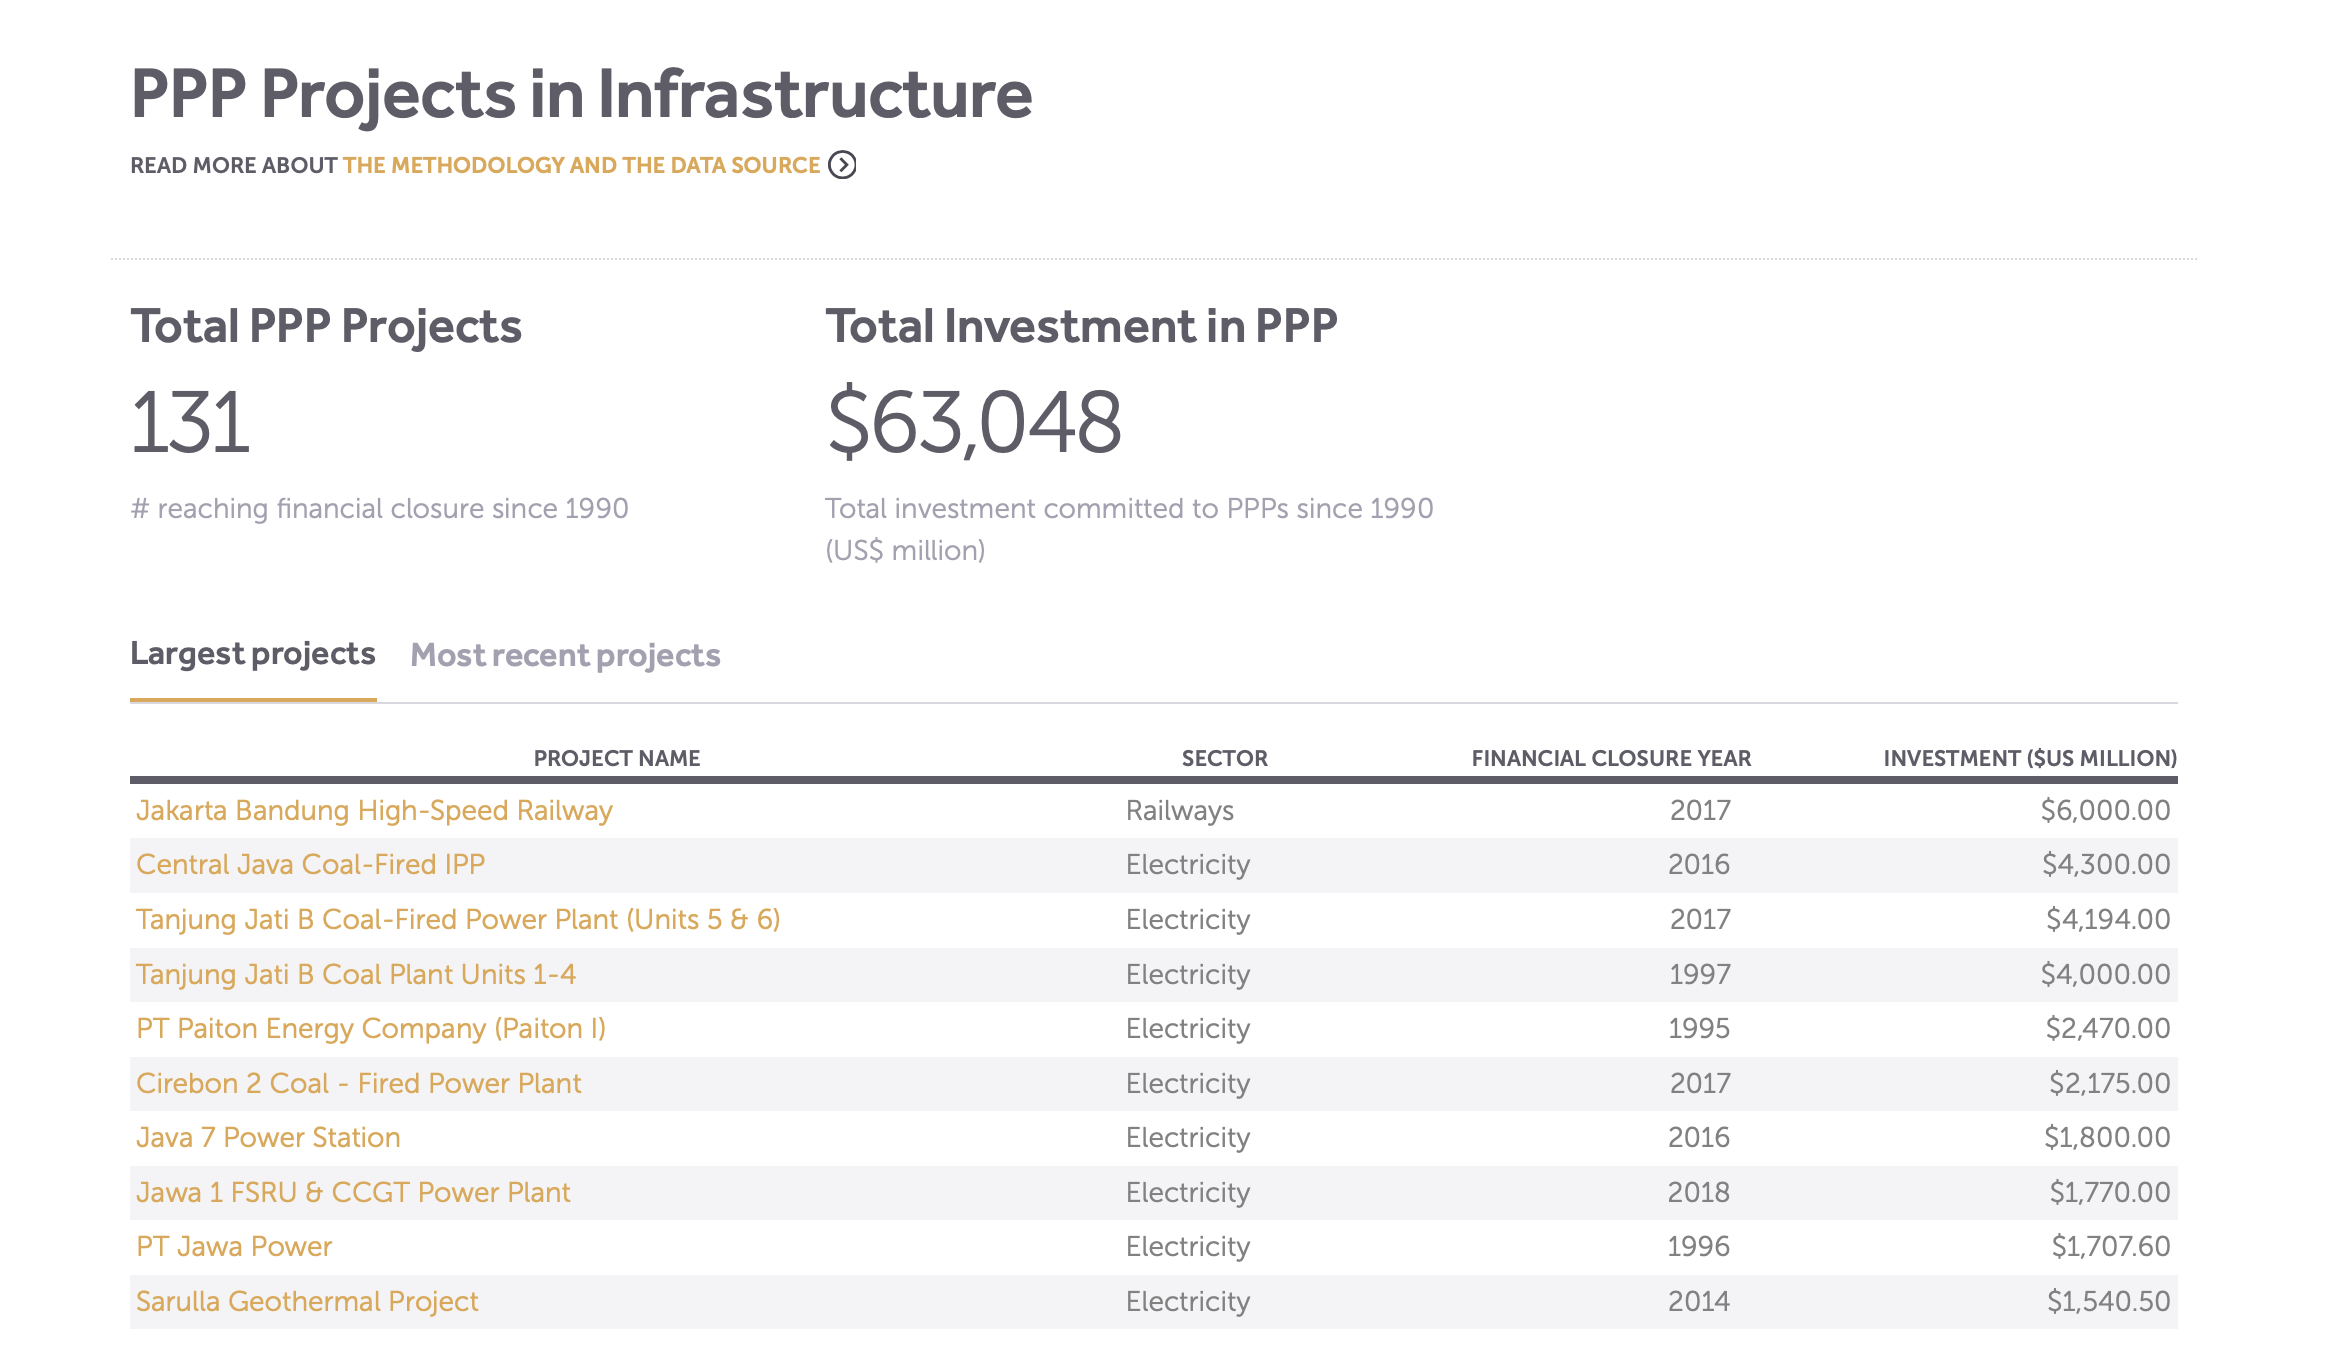 PPP Projects in Infrastructure
READ MORE ABOUT THE METHODOLOGY AND THE DATA SOURCE
Total PPP Projects
131
# reaching financial closure since 1990
Total Investment in PPP
$63,048
Total investment committed to PPPs since 1990
(US$ million)
Largest projects Most recent projects
PROJECT NAME SECTOR FINANCIAL CLOSURE YEAR INVESTMENT ($US MILLION)
Jakarta Bandung High-Speed Railway Railways 2017 $6,000.00
Central Java Coal-Fired IPP Electricity 2016 $4,300.00
Tanjung Jati B Coal-Fired Power Plant (Units 5 & 6) Electricity 2017 $4,194.00
Tanjung Jati B Coal Plant Units 1-4 Electricity 1997 $4,000.00
PT Paiton Energy Company (Paiton I) Electricity 1995 $2,470.00
Cirebon 2 Coal - Fired Power Plant Electricity 2017 $2,175.00
Java 7 Power Station Electricity 2016 $1,800.00
Jawa 1 FSRU & CCGT Power Plant Electricity 2018 $1,770.00
PT Jawa Power Electricity 1996 $1,707.60
Sarulla Geothermal Project Electricity 2014 $1,540.50